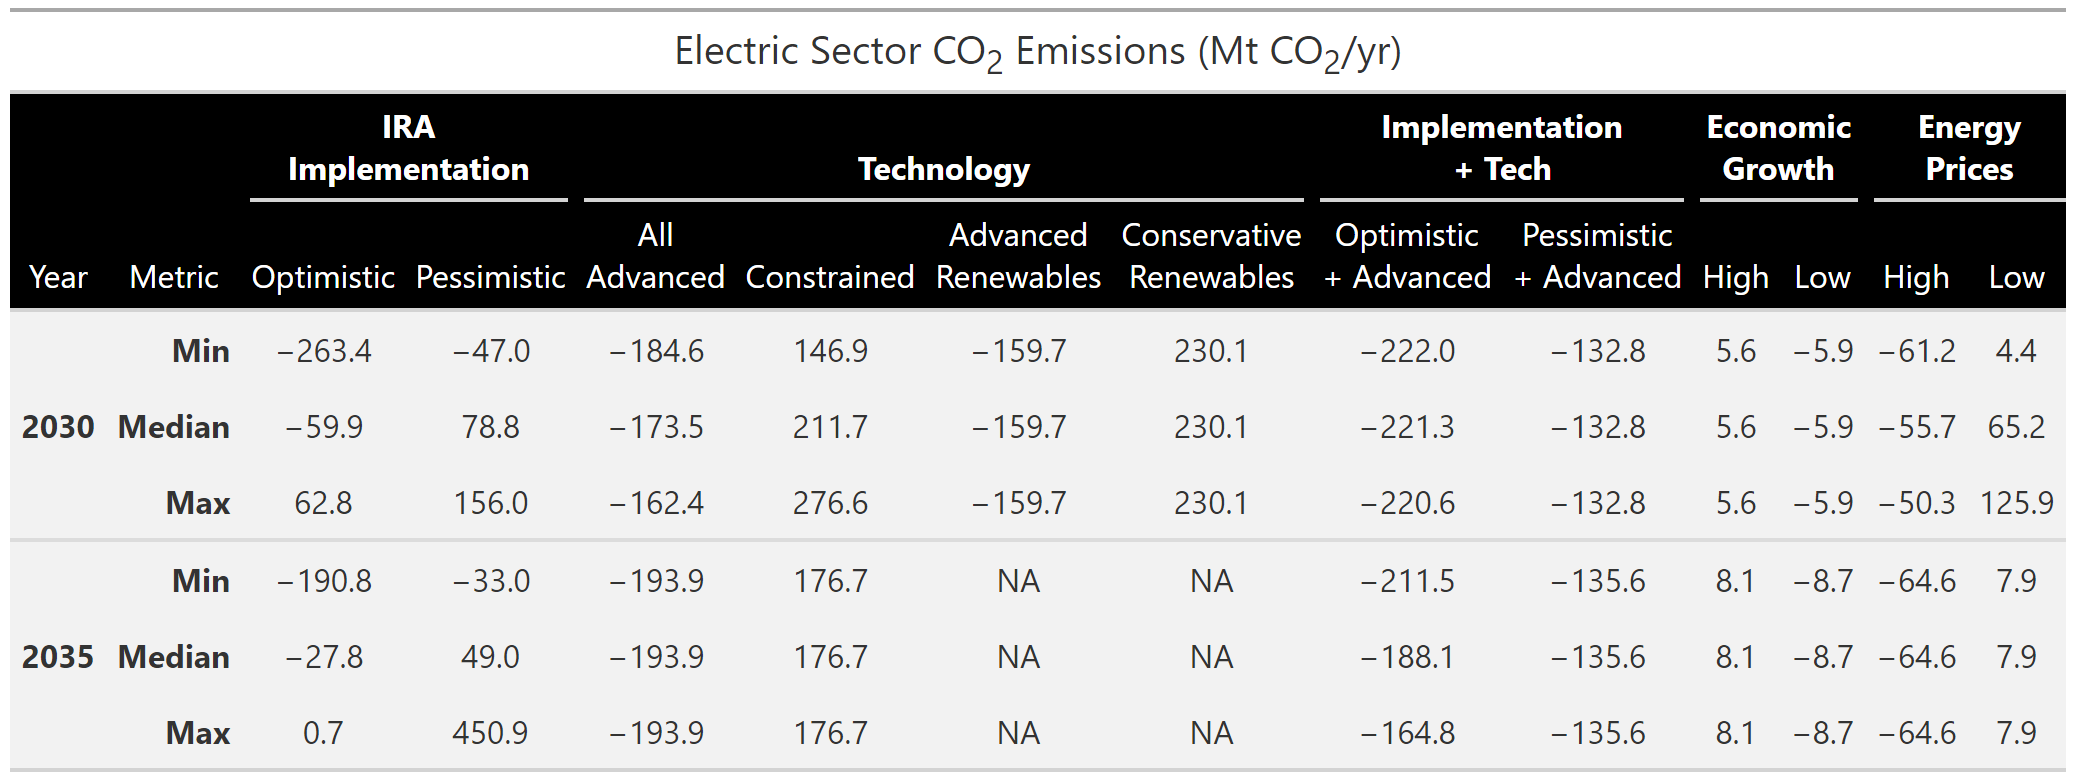 Electric Sector CO2 Emissions (Mt CO2/yr)
IRA Implementation Technology Implementation + Tech Economic Growth Energy Prices
Year Metric Optimistic Pessimistic All Advanced Constrained Advanced Renewables Conservative Renewables Optimistic + Advanced Pessimistic + Advanced High Low High Low
Min −263.4 −47.0 −184.6 146.9 −159.7 230.1 −222.0 −132.8 5.6 −5.9 −61.2 4.4
2030 Median −59.9 78.8 −173.5 211.7 −159.7 230.1 −221.3 −132.8 5.6 −5.9 −55.7 65.2
Max 62.8 156.0 −162.4 276.6 −159.7 230.1 −220.6 −132.8 5.6 −5.9 −50.3 125.9
Min −190.8 −33.0 −193.9 176.7 NA NA −211.5 −135.6 8.1 −8.7 −64.6 7.9
2035 Median −27.8 49.0 −193.9 176.7 NA NA −188.1 −135.6 8.1 −8.7 −64.6 7.9
Max 0.7 450.9 −193.9 176.7 NA NA −164.8 −135.6 8.1 −8.7 −64.6 7.9